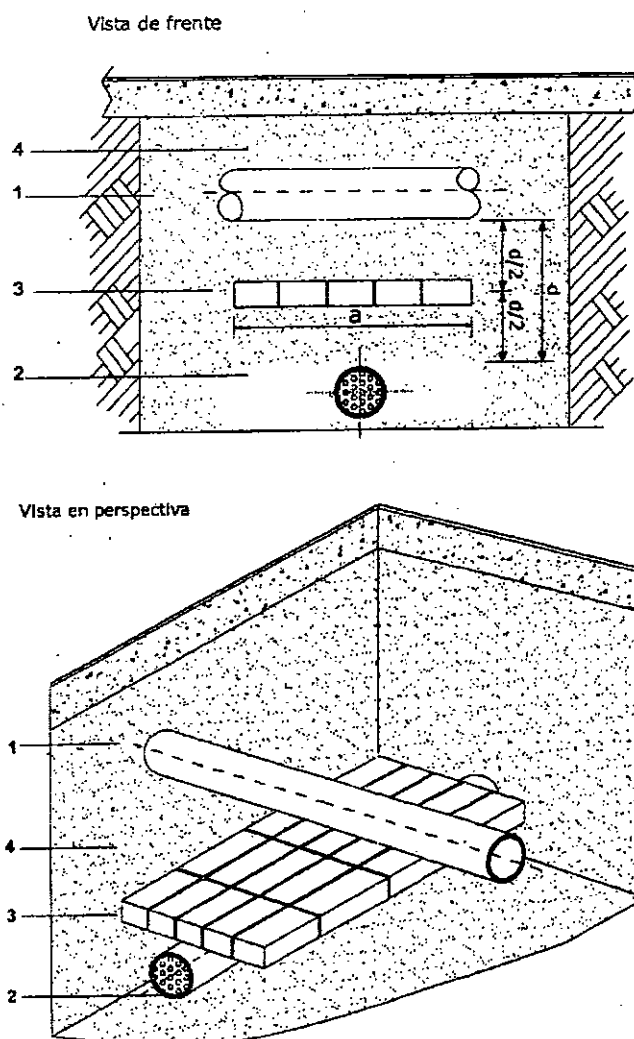 Vista de frente
4
1
d/2
d
3
d/2
a
2
Vista en perspectiva
1
4
3
2